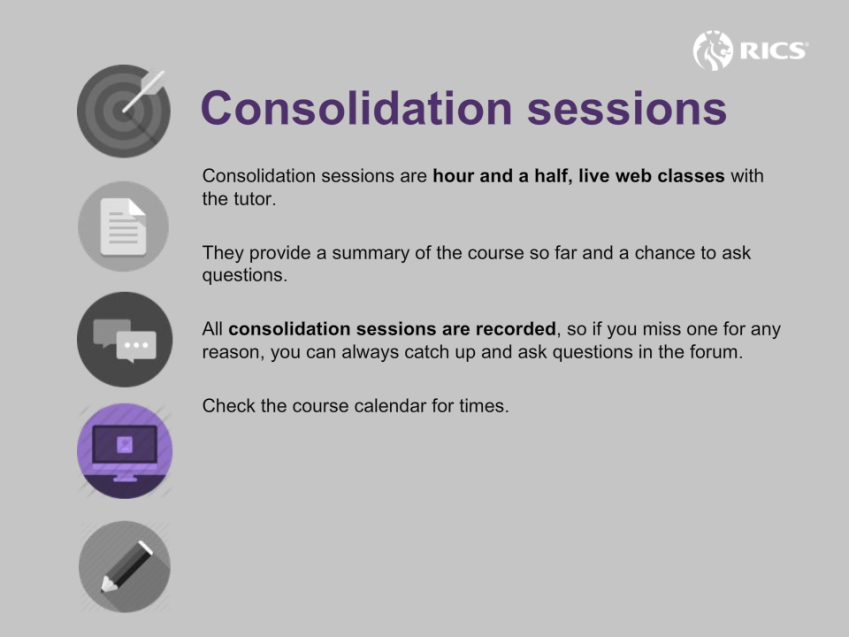 RICS
Consolidation sessions
Consolidation sessions are hour and a half, live web classes with
the tutor.
They provide a summary of the course so far and a chance to ask
questions.
All consolidation sessions are recorded, so if you miss one for any
reason, you can always catch up and ask questions in the forum.
Check the course calendar for times.